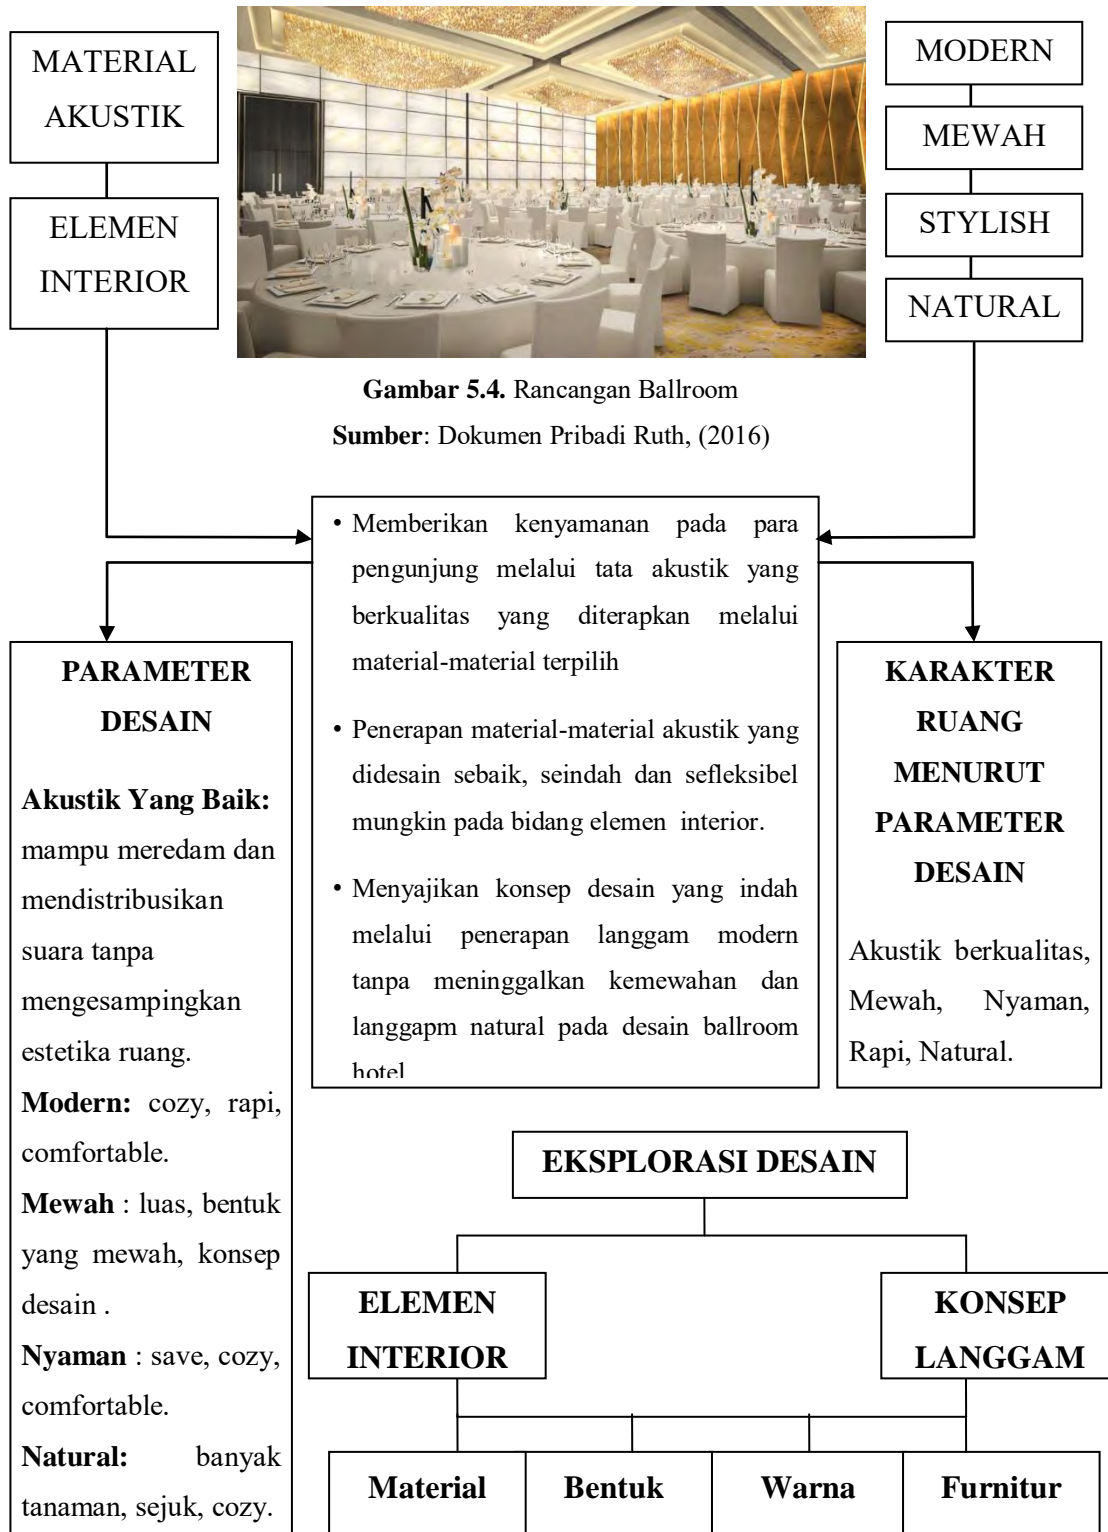 MATERIAL
AKUSTIK
ELEMEN
INTERIOR
MODERN
MEWAH
STYLISH
NATURAL
Gambar 5.4. Rancangan Ballroom
Sumber: Dokumen Pribadi Ruth, (2016)
• Memberikan kenyamanan pada para
pengunjung melalui tata akustik yang
berkualitas yang diterapkan melalui
material-material terpilih
• Penerapan material-material akustik yang
didesain sebaik, seindah dan sefleksibel
mungkin pada bidang elemen interior.
• Menyajikan konsep desain yang indah
melalui penerapan langgam modern
tanpa meninggalkan kemewahan dan
langgapm natural pada desain ballroom
hotel
PARAMETER
DESAIN
Akustik Yang Baik:
mampu meredam dan
mendistribusikan
suara tanpa
mengesampingkan
estetika ruang.
Modern: cozy, rapi,
comfortable.
Mewah : luas, bentuk
yang mewah, konsep
desain .
Nyaman : save, cozy,
comfortable.
Natural: banyak
tanaman, sejuk, cozy.
KARAKTER
RUANG
MENURUT
PARAMETER
DESAIN
Akustik berkualitas,
Mewah, Nyaman,
Rapi, Natural.
EKSPLORASI DESAIN
ELEMEN
INTERIOR
KONSEP
LANGGAM
Material
Bentuk
Warna
Furnitur